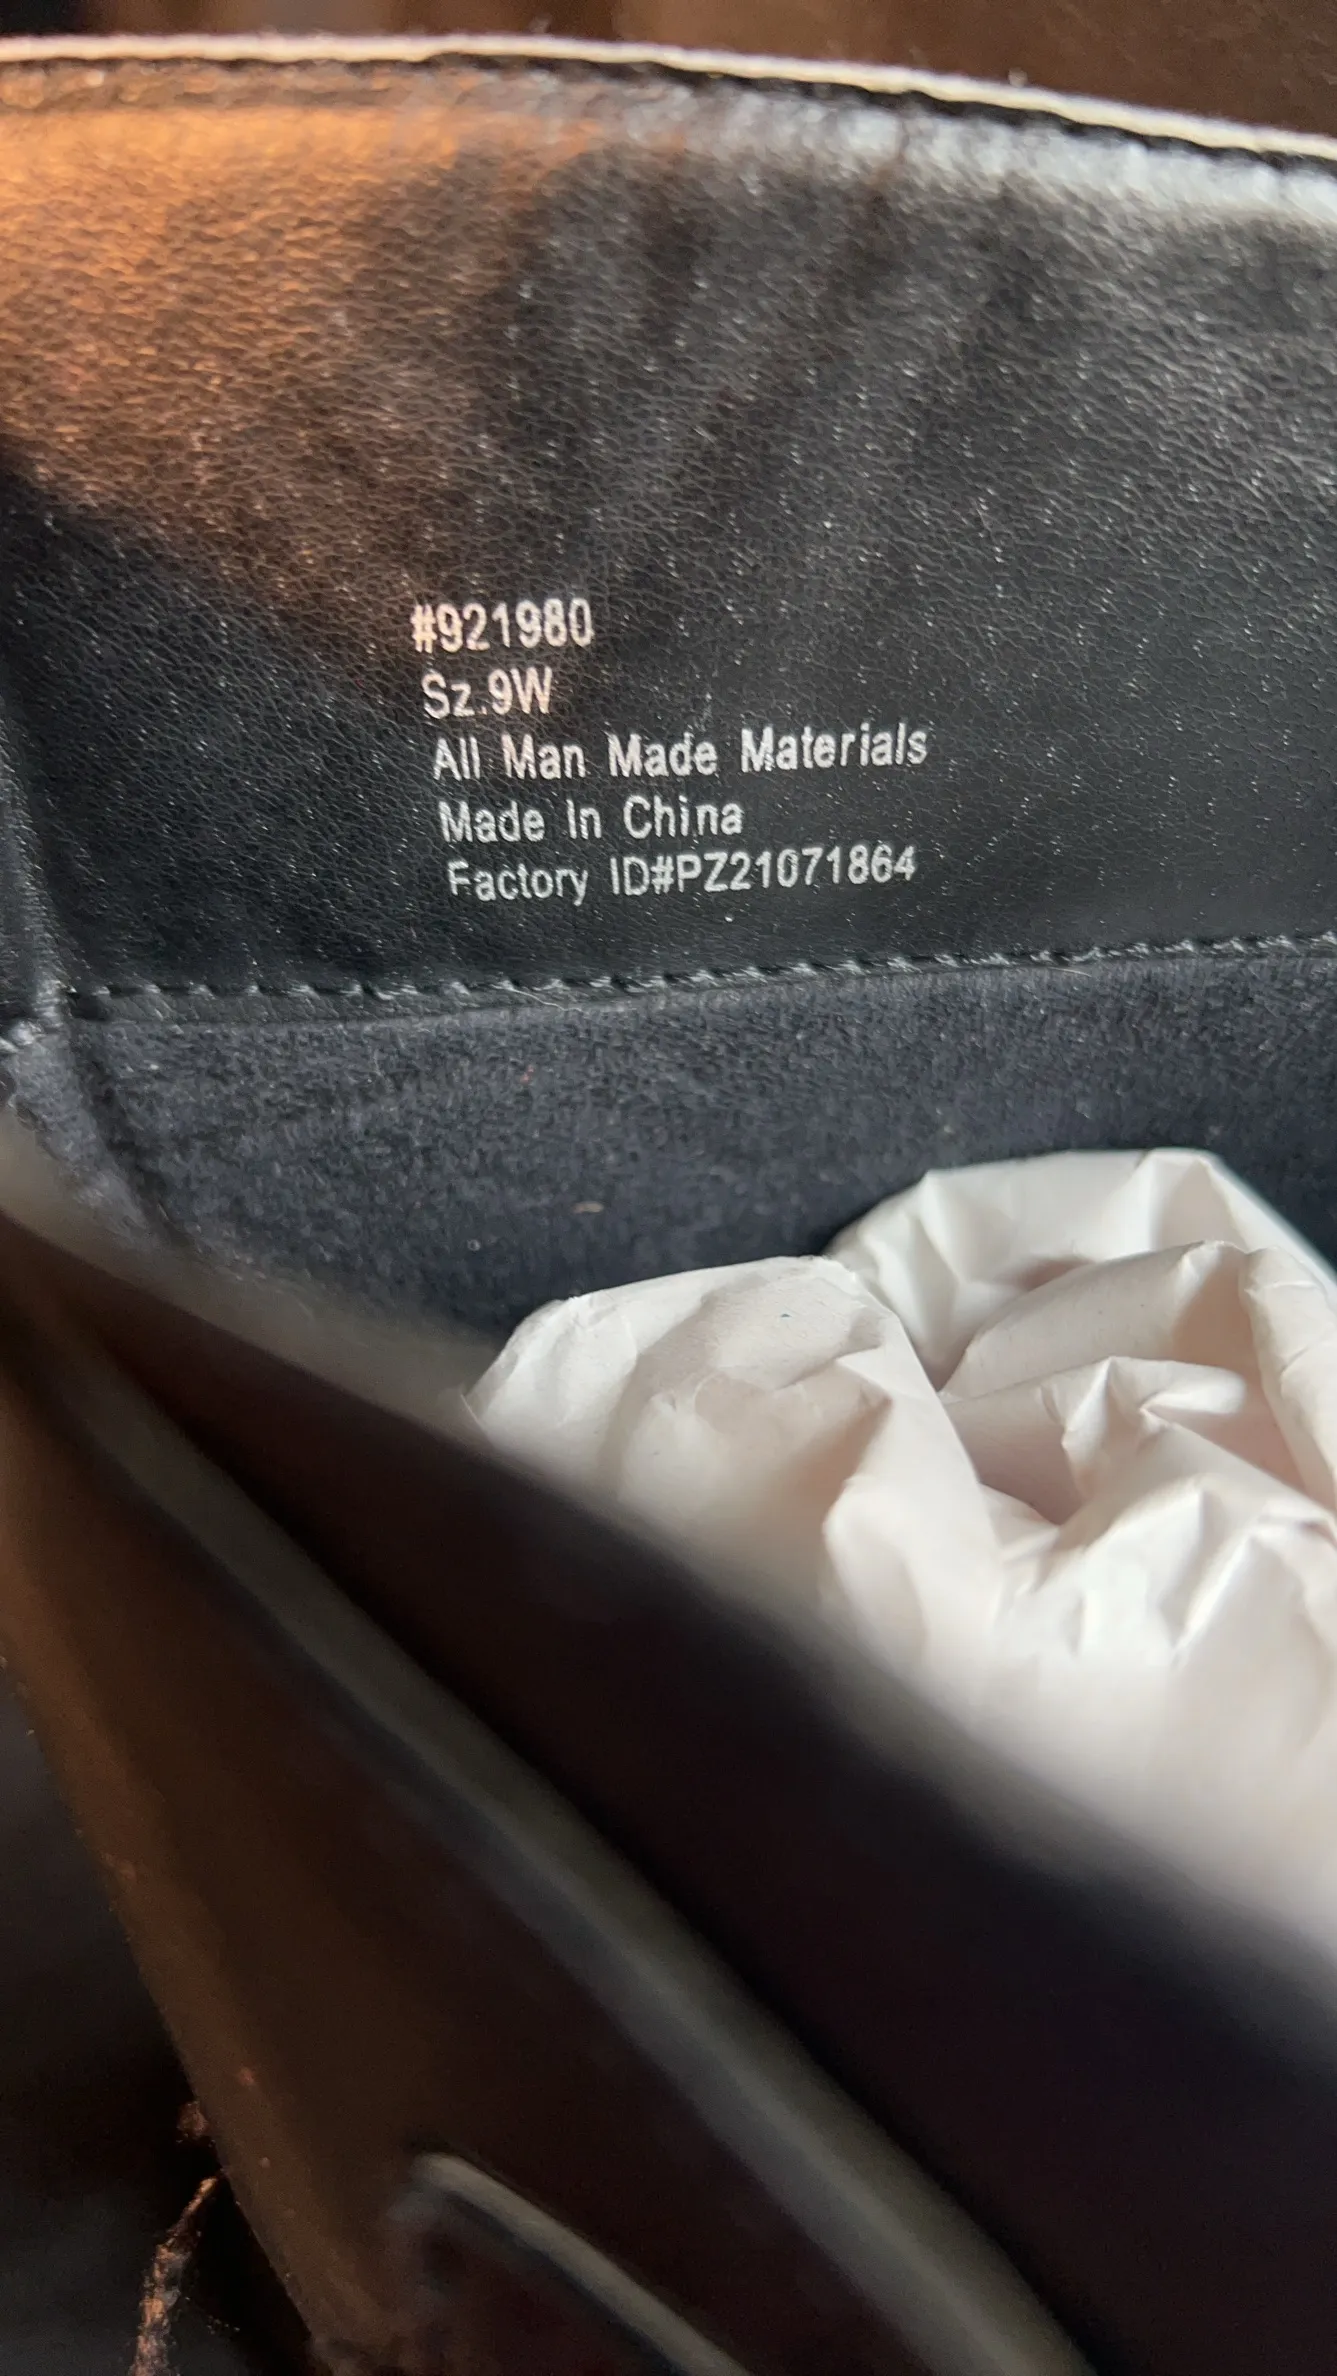 #921980
Sz.9W
All Man Made Materials
Made In China
Factory ID#PZ21071864